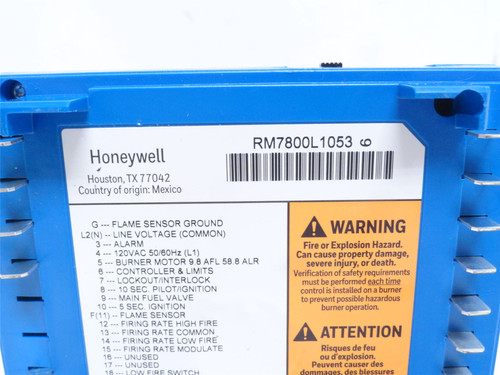 Honeywell
Houston, TX 77042
Country of origin: Mexico
RM7800L1053 6
G --- FLAME SENSOR GROUND
L2(N) -- LINE VOLTAGE (COMMON)
3 --- ALARM
4 --- 120VAC 50/60Hz (L1)
5 --- BURNER MOTOR 9.8 AFL 58.8 ALR
6 --- CONTROLLER & LIMITS
7 --- LOCKOUT/INTERLOCK
8 --- 10 SEC. PILOT/IGNITION
9 --- MAIN FUEL VALVE
10 --- 5 SEC. IGNITION
F(11) -- FLAME SENSOR
12 --- FIRING RATE HIGH FIRE
13 --- FIRING RATE COMMON
14 --- FIRING RATE LOW FIRE
15 --- FIRING RATE MODULATE
16 --- UNUSED
17 --- UNUSED
18 --- LOW FIRE SWITCH
WARNING
Fire or Explosion Hazard.
Can cause property damage,
severe injury, or death.
Verification of safety requirements
must be performed each time
control is installed on a burner
to prevent possible hazardous
burner operation.
ATTENTION
Risques de feu
ou d'explosion.
Peut causer des
dommages, des blessures